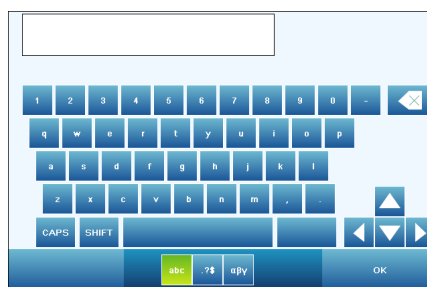 1 2 3 4 5 6 7 8 9 0 -
q w e r t y u i o p
a s d f g h j k l
z x c v b n m , .
CAPS SHIFT
abc .?$ αβγ OK